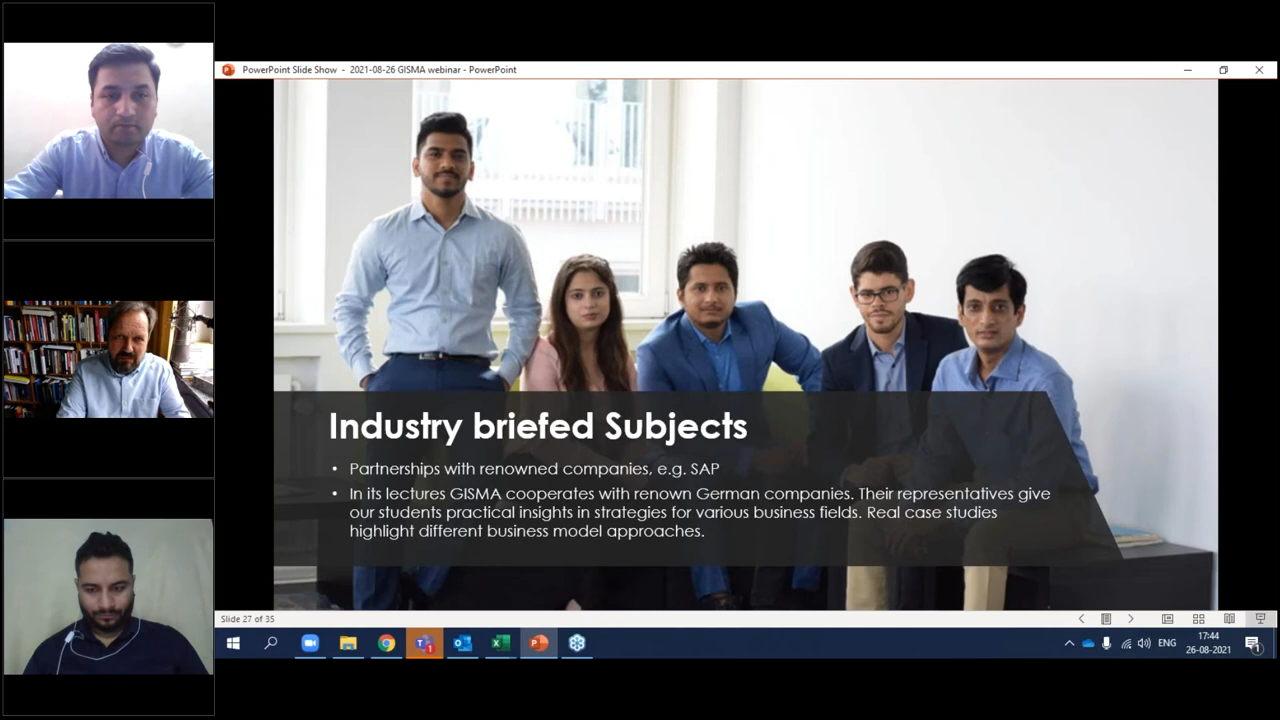 PowerPoint Slide Show - 2021-08-26 GISMA webinar - PowerPoint
Industry briefed Subjects
• Partnerships with renowned companies, e.g. SAP
• In its lectures GISMA cooperates with renown German companies. Their representatives give
our students practical insights in strategies for various business fields. Real case studies
highlight different business model approaches.
Slide 27 of 35
ENG
17:44
26-08-2021
1
1